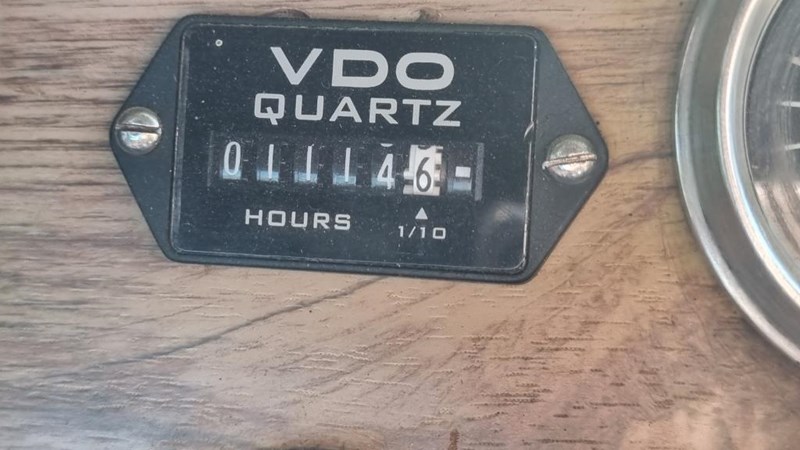 VDO
QUARTZ
011146
HOURS
1/10